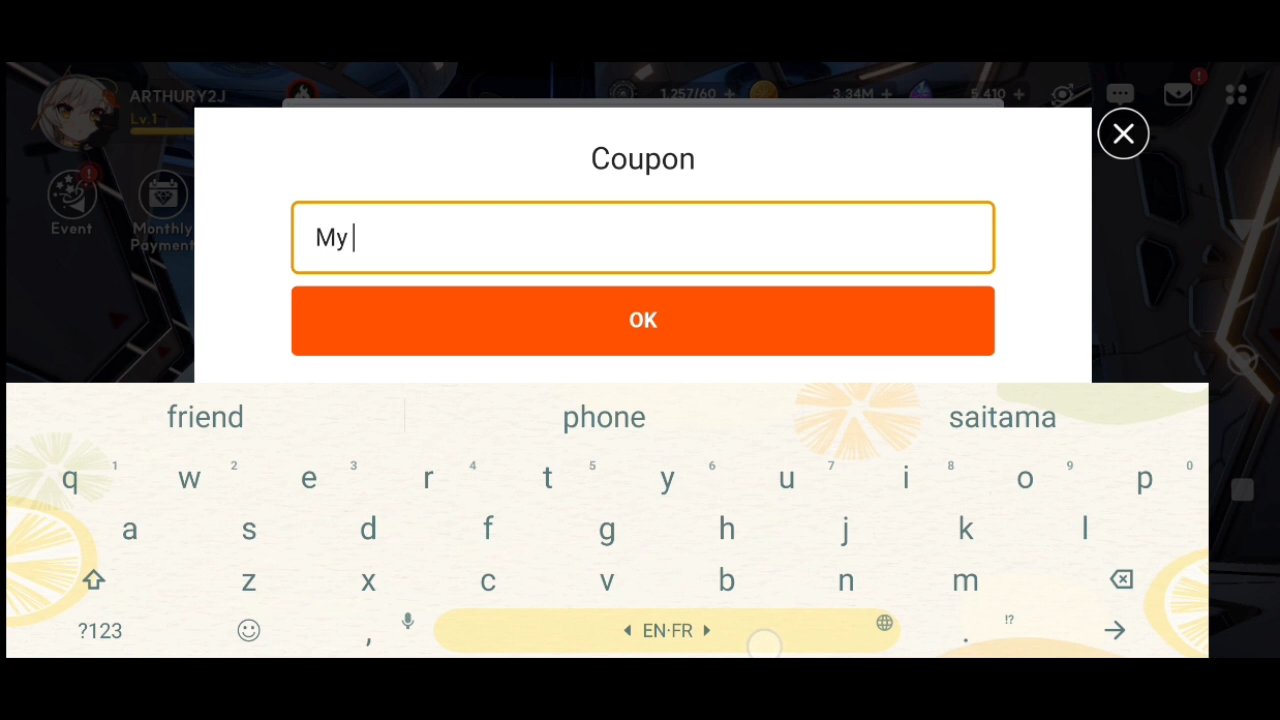 ARTHURY2J
Lv.1
1,257/60 + 3.34M + 5,410 +
!
!
Event
Monthly
Payment
Coupon
My
OK
friend phone saitama
q 1 w 2 e 3 r 4 t 5 y 6 u 7 i 8 o 9 p 0
a s d f g h j k l
z x c v b n m
?123 , EN·FR . !?